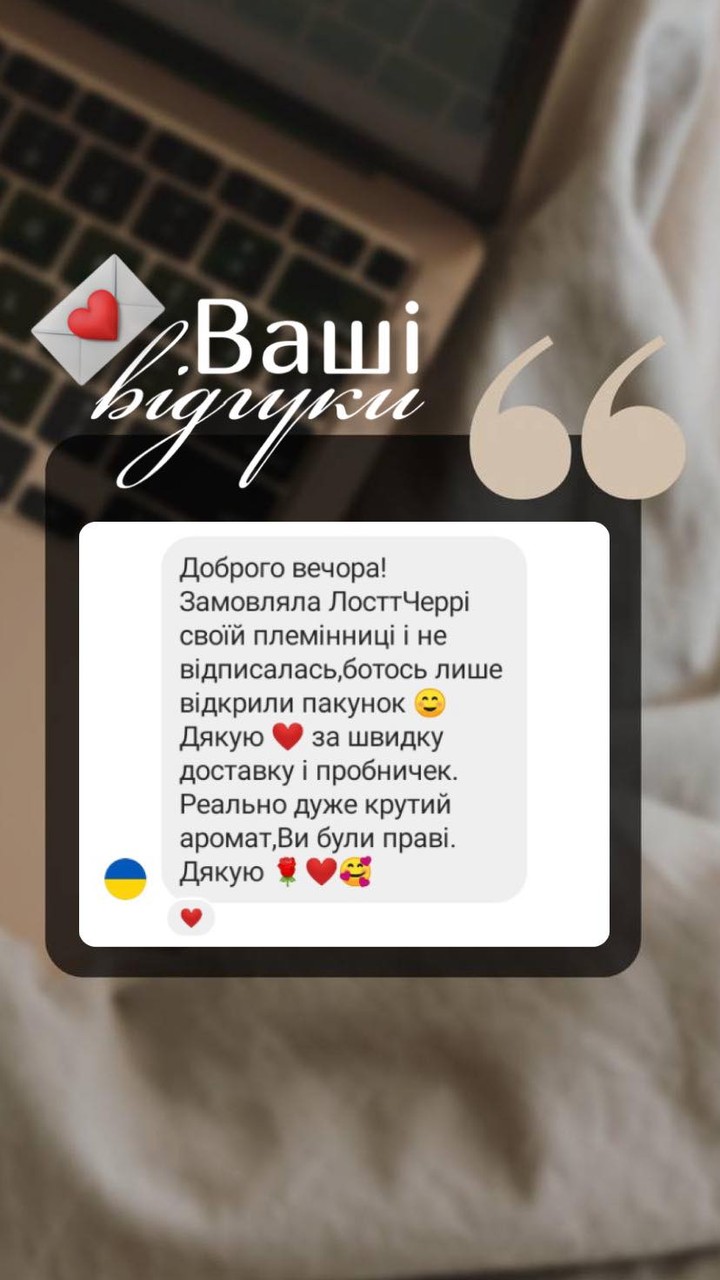 Ваші
відгуки
Доброго вечора!
Замовляла ЛосттЧеррі
своїй племінниці і не
відписалась,ботось лише
відкрили пакунок 😊
Дякую ❤️ за швидку
доставку і пробничек.
Реально дуже крутий
аромат,Ви були праві.
Дякую 🌹❤️🥰
❤️